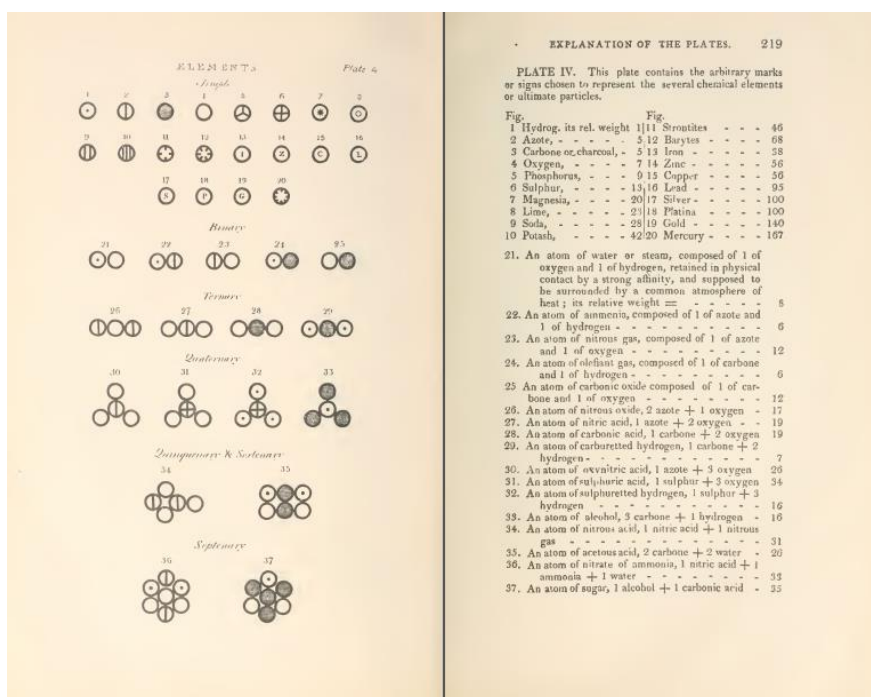 ELEMENTS
Plate 4
Simple
1 2 3 4 5 6 7 8
9 10 11 12 13 14 15 16
I Z C L
17 18 19 20
S P G
Binary
21 22 23 24 25
Ternary
26 27 28 29
Quaternary
30 31 32 33
Quinquenary & Sextenary
34 35
Septenary
36 37
EXPLANATION OF THE PLATES. 219
PLATE IV. This plate contains the arbitrary marks
or signs chosen to represent the several chemical elements
or ultimate particles.
Fig. Fig.
1 Hydrog. its rel. weight 1 11 Strontites - - - 46
2 Azote, - - - - - 5 12 Barytes - - - - 68
3 Carbone or charcoal, - 5 13 Iron - - - - - 38
4 Oxygen, - - - - 7 14 Zinc - - - - - 56
5 Phosphorus, - - - 9 15 Copper - - - - 56
6 Sulphur, - - - - 13 16 Lead - - - - - 95
7 Magnesia, - - - - 20 17 Silver - - - - - 100
8 Lime, - - - - - 23 18 Platina - - - - 100
9 Soda, - - - - - 28 19 Gold - - - - - 140
10 Potash, - - - - 42 20 Mercury - - - - 167
21. An atom of water or steam, composed of 1 of
oxygen and 1 of hydrogen, retained in physical
contact by a strong affinity, and supposed to
be surrounded by a common atmosphere of
heat; its relative weight = - - - - - 8
22. An atom of ammonia, composed of 1 of azote and
1 of hydrogen - - - - - - - - - 6
23. An atom of nitrous gas, composed of 1 of azote
and 1 of oxygen - - - - - - - - 12
24. An atom of olefiant gas, composed of 1 of carbone
and 1 of hydrogen - - - - - - - - 6
25 An atom of carbonic oxide composed of 1 of car-
bone and 1 of oxygen - - - - - - - 12
26. An atom of nitrous oxide, 2 azote + 1 oxygen - 17
27. An atom of nitric acid, 1 azote + 2 oxygen - - 19
28. An atom of carbonic acid, 1 carbone + 2 oxygen 19
29. An atom of carburetted hydrogen, 1 carbone + 2
hydrogen - - - - - - - - - - 7
30. An atom of oxynitric acid, 1 azote + 3 oxygen 26
31. An atom of sulphuric acid, 1 sulphur + 3 oxygen 34
32. An atom of sulphuretted hydrogen, 1 sulphur + 3
hydrogen - - - - - - - - - - 16
33. An atom of alcohol, 3 carbone + 1 hydrogen - 16
34. An atom of nitrous acid, 1 nitric acid + 1 nitrous
gas - - - - - - - - - - - 31
35. An atom of acetous acid, 2 carbone + 2 water - 26
36. An atom of nitrate of ammonia, 1 nitric acid + 1
ammonia + 1 water - - - - - - - 33
37. An atom of sugar, 1 alcohol + 1 carbonic acid - 35